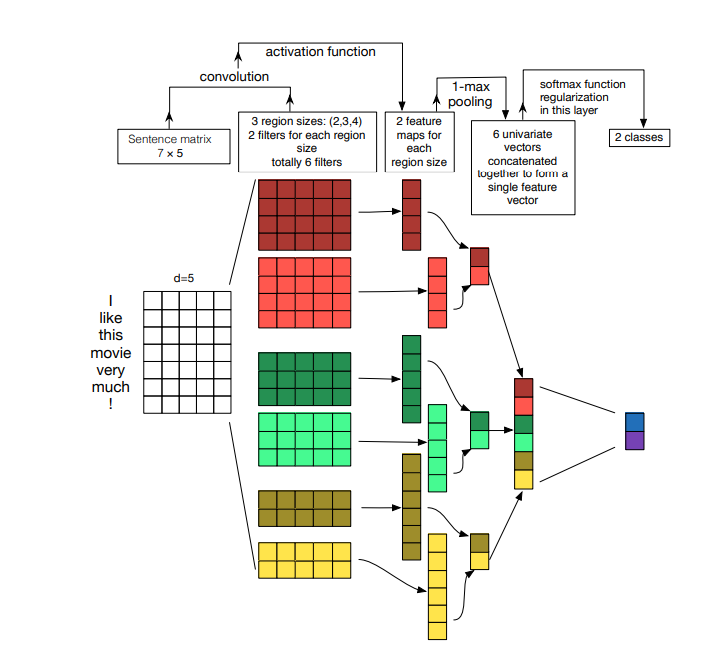 activation function
convolution
1-max
pooling
softmax function
regularization
in this layer
Sentence matrix
7 × 5
3 region sizes: (2,3,4)
2 filters for each region
size
totally 6 filters
2 feature
maps for
each
region size
6 univariate
vectors
concatenated
together to form a
single feature
vector
2 classes
d=5
I
like
this
movie
very
much
!